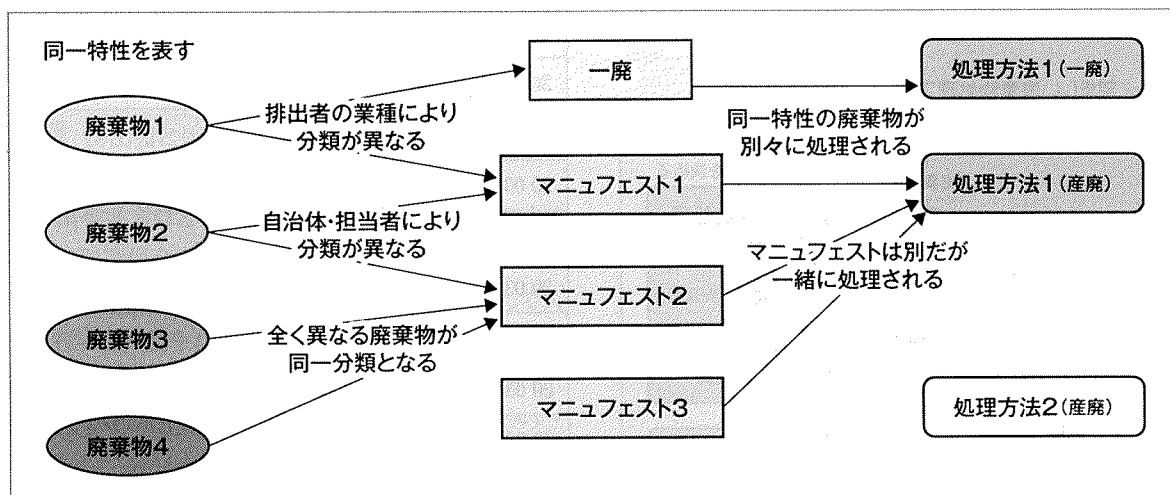 同一特性を表す
廃棄物1
廃棄物2
廃棄物3
廃棄物4
排出者の業種により
分類が異なる
自治体・担当者により
分類が異なる
全く異なる廃棄物が
同一分類となる
一廃
マニュフェスト1
マニュフェスト2
マニュフェスト3
同一特性の廃棄物が
別々に処理される
マニュフェストは別だが
一緒に処理される
処理方法1(一廃)
処理方法1(産廃)
処理方法2(産廃)